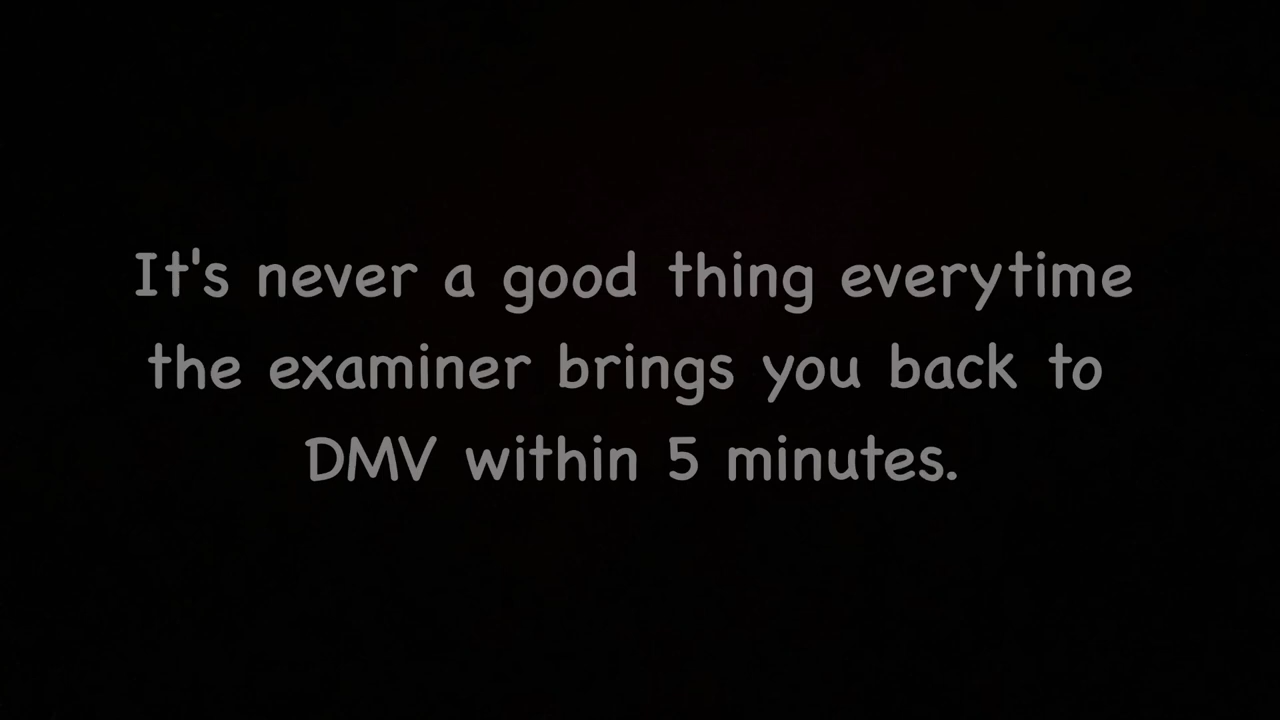 It's never a good thing everytime
the examiner brings you back to
DMV within 5 minutes.